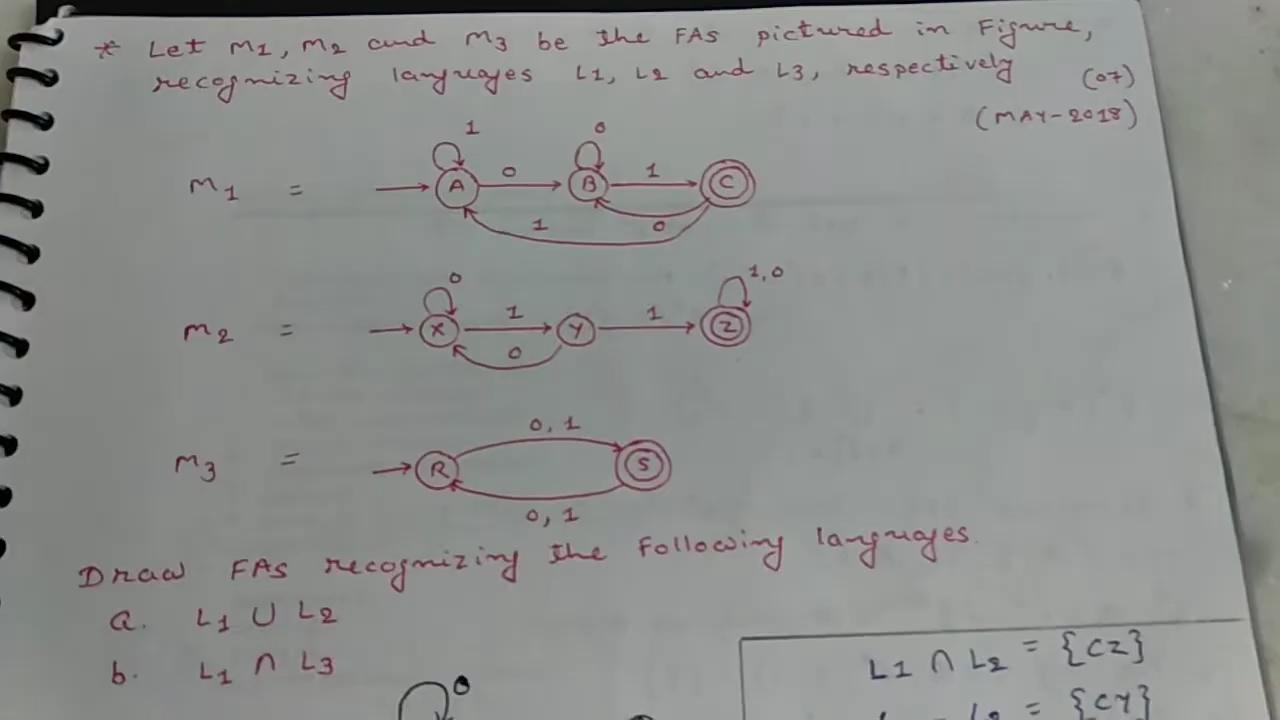 * Let M1, M2 and M3 be the FAs pictured in Figure,
recognizing languages L1, L2 and L3, respectively (07)
(MAY-2018)
1 0
M1 = A 0 B 1 C
1 0
0 1,0
M2 = X 1 Y 1 Z
0
0, 1
M3 = R S
0, 1
Draw FAs recognizing the following languages.
a. L1 ∪ L2
b. L1 ∩ L3
L1 ∩ L2 = {CZ}
0
= {CY}